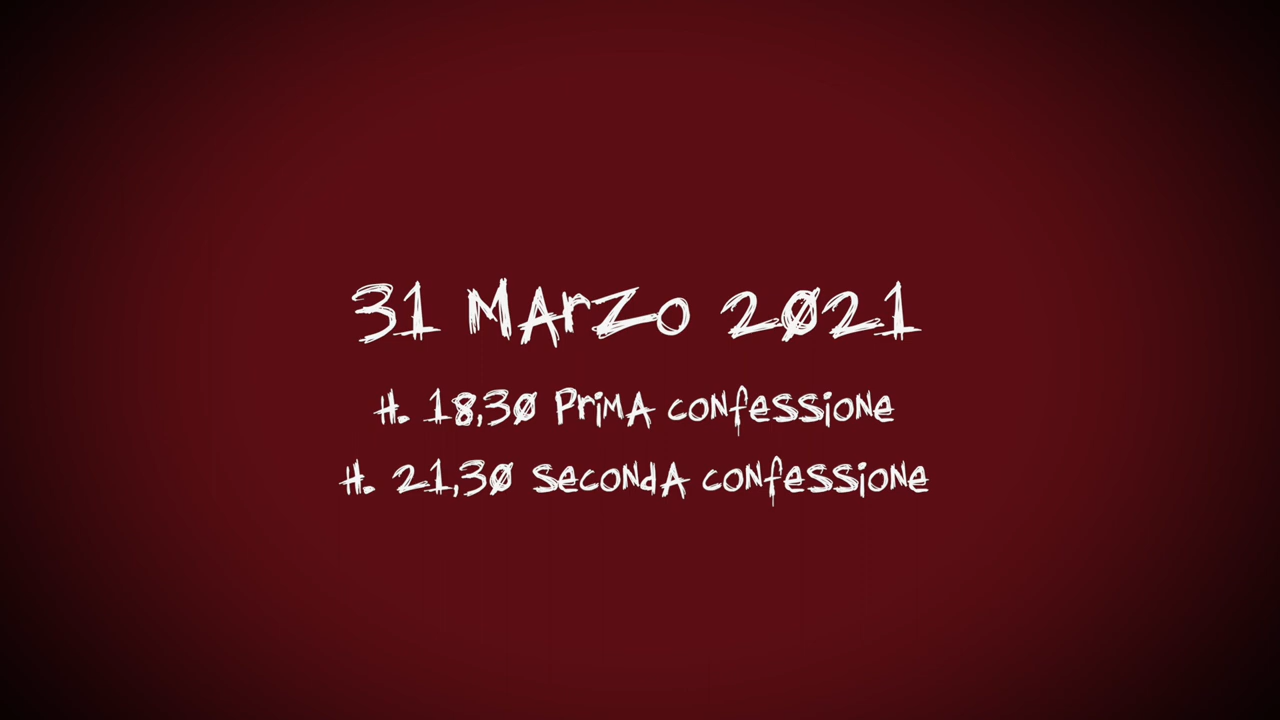 31 Marzo 2021
H. 18,30 Prima confessione
H. 21,30 seconda confessione